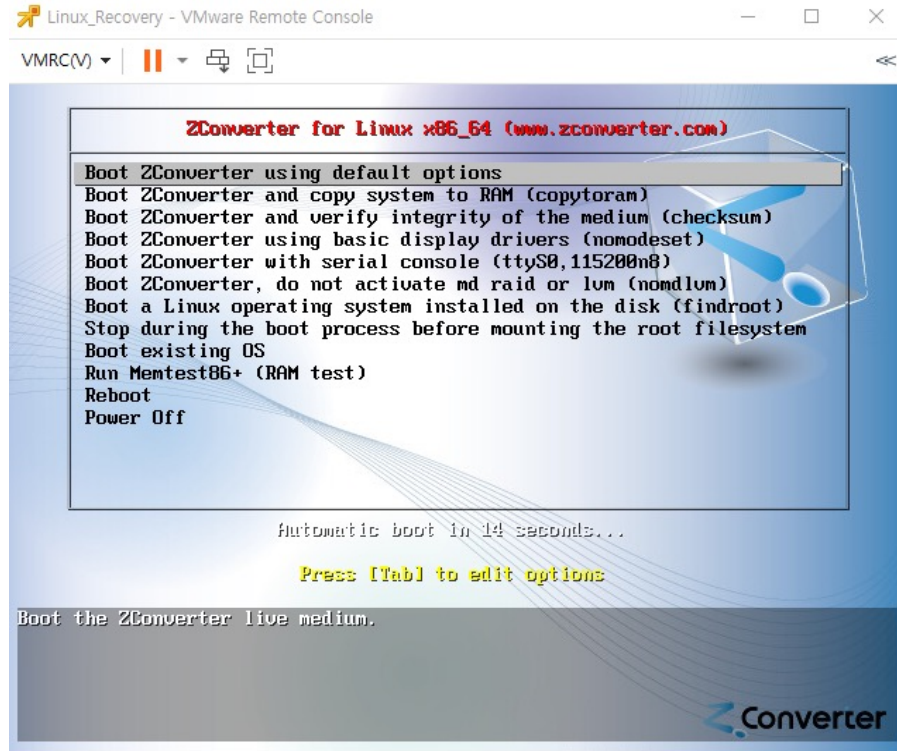 Linux_Recovery - VMware Remote Console
VMRC(V)
ZConverter for Linux x86_64 (www.zconverter.com)
Boot ZConverter using default options
Boot ZConverter and copy system to RAM (copytoram)
Boot ZConverter and verify integrity of the medium (checksum)
Boot ZConverter using basic display drivers (nomodeset)
Boot ZConverter with serial console (ttyS0,115200n8)
Boot ZConverter, do not activate md raid or lvm (nomdlvm)
Boot a Linux operating system installed on the disk (findroot)
Stop during the boot process before mounting the root filesystem
Boot existing OS
Run Memtest86+ (RAM test)
Reboot
Power Off
Automatic boot in 14 seconds...
Press [Tab] to edit options
Boot the ZConverter live medium.
ZConverter